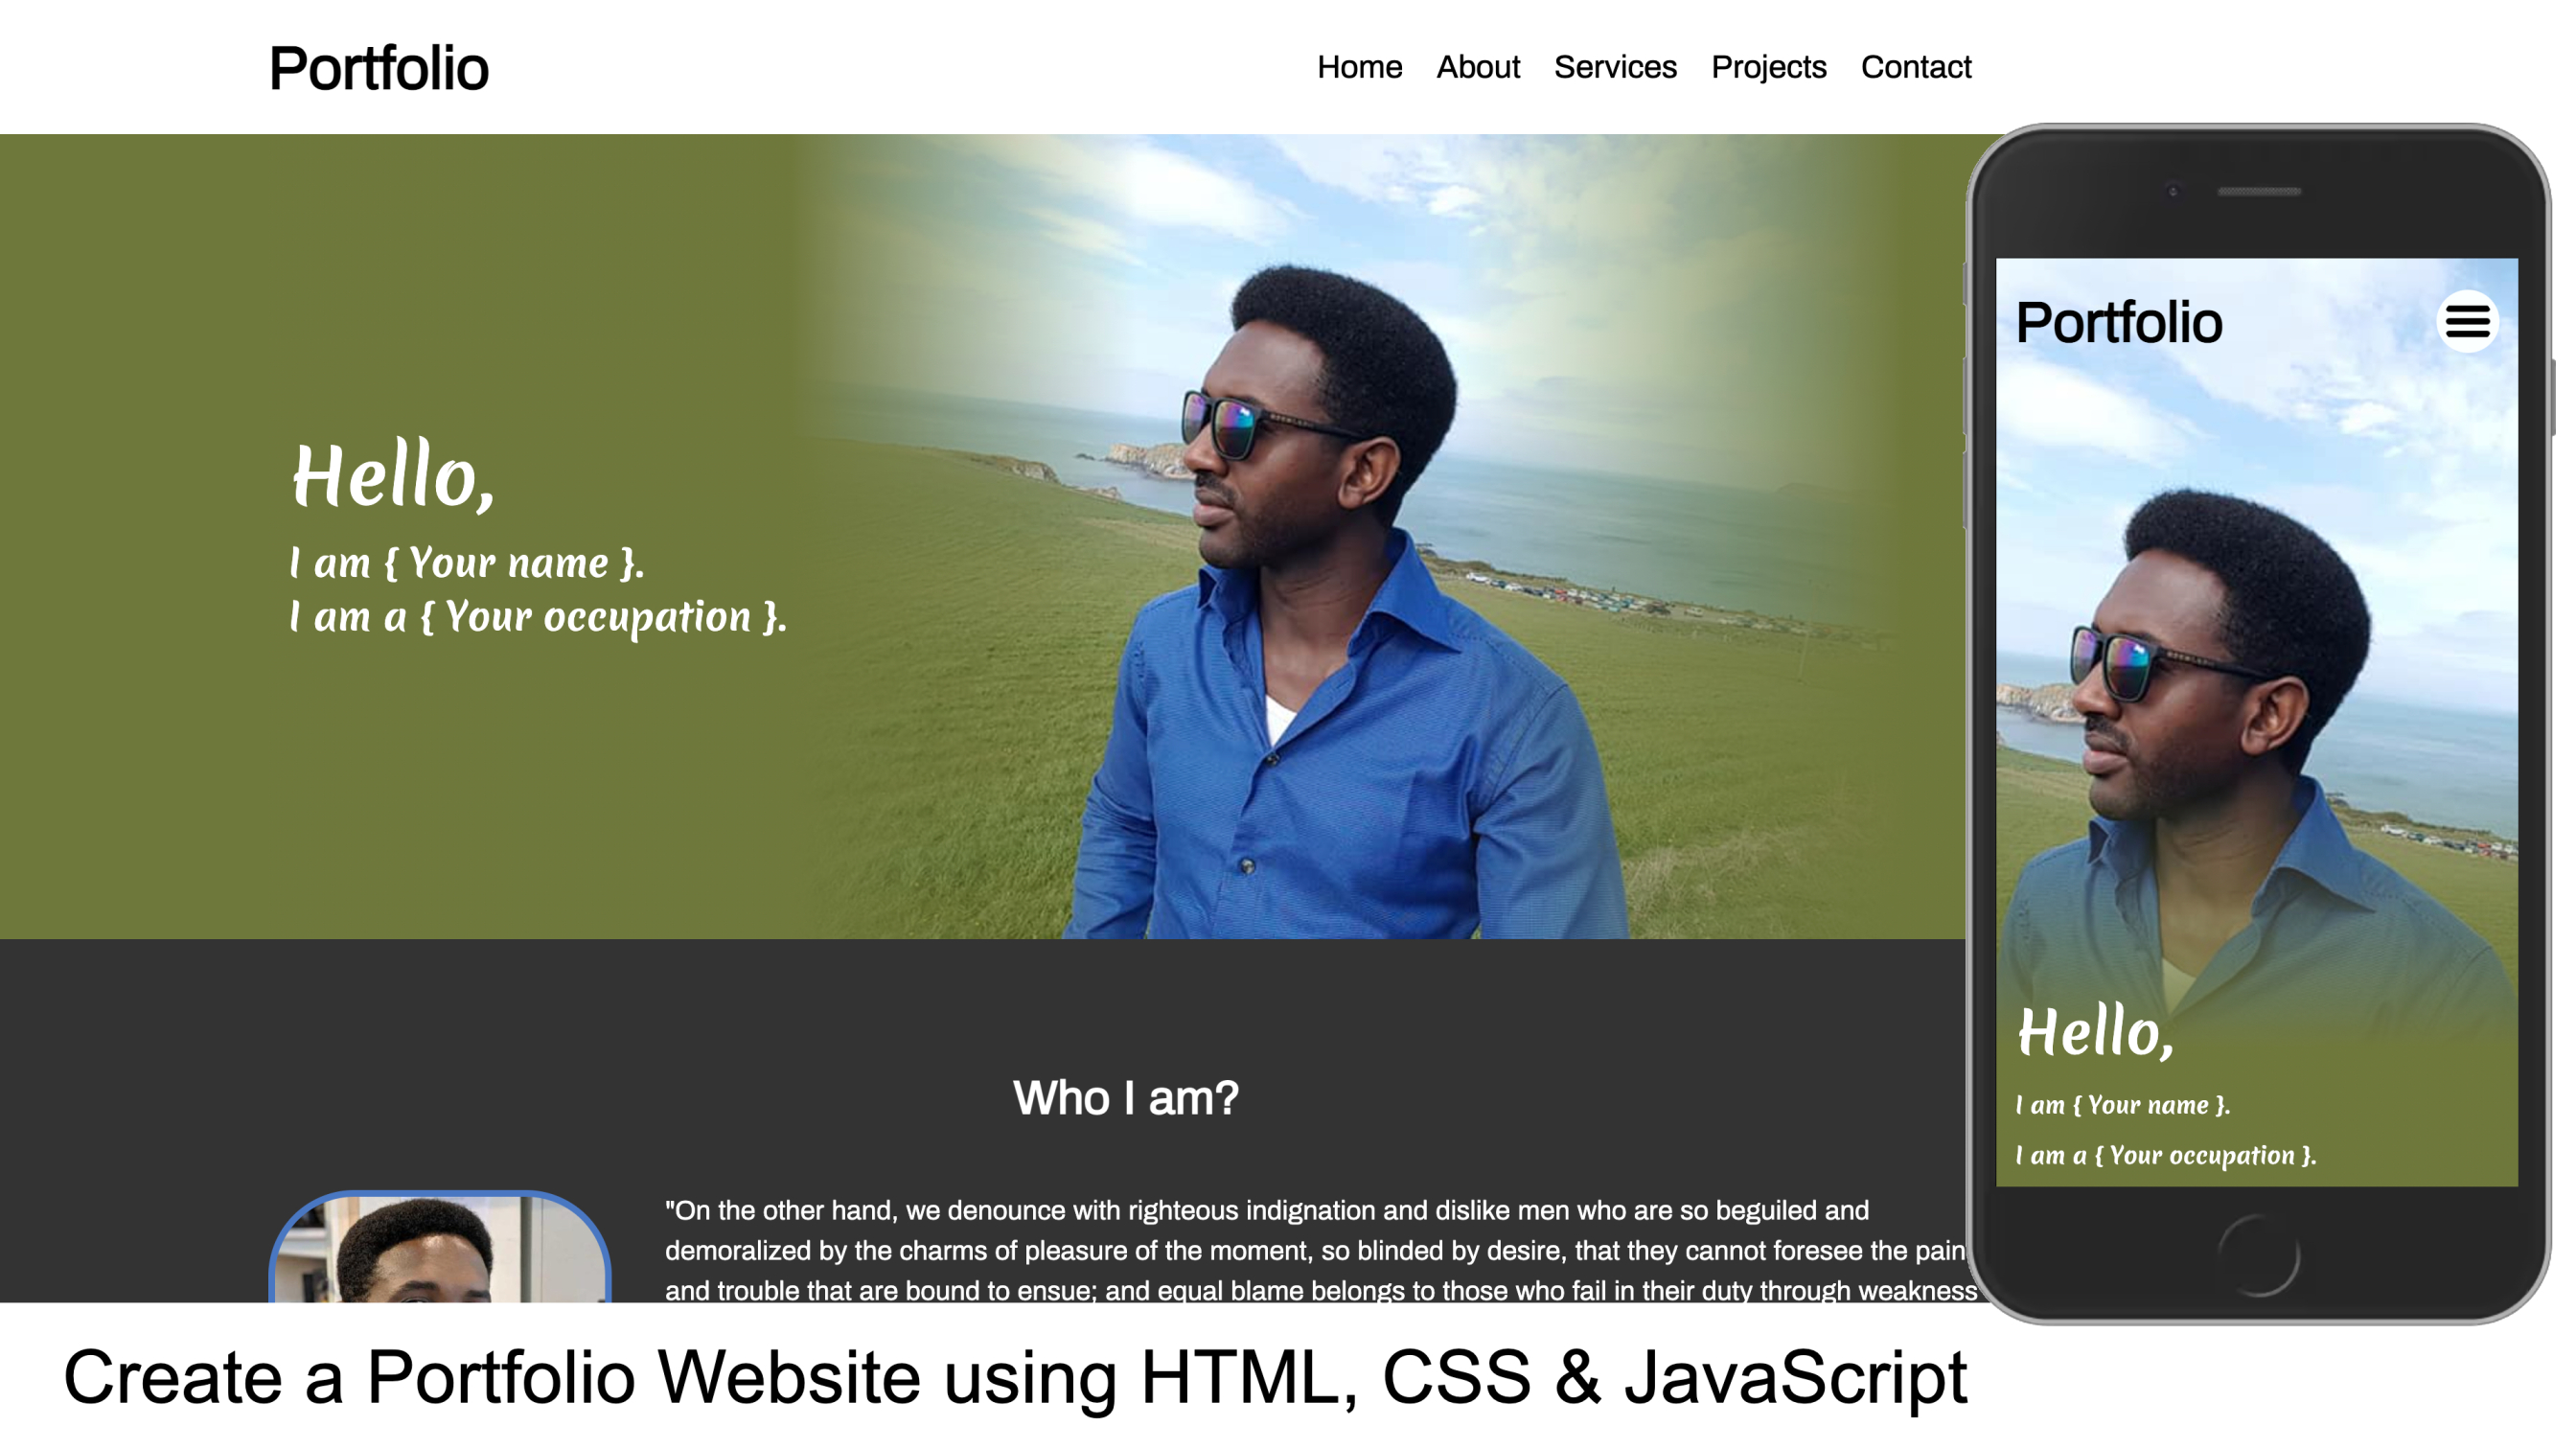 Portfolio
Home About Services Projects Contact
Hello,
I am { Your name }.
I am a { Your occupation }.
Who I am?
"On the other hand, we denounce with righteous indignation and dislike men who are so beguiled and
demoralized by the charms of pleasure of the moment, so blinded by desire, that they cannot foresee the pain
and trouble that are bound to ensue; and equal blame belongs to those who fail in their duty through weakness
Portfolio
Hello,
I am { Your name }.
I am a { Your occupation }.
Create a Portfolio Website using HTML, CSS & JavaScript